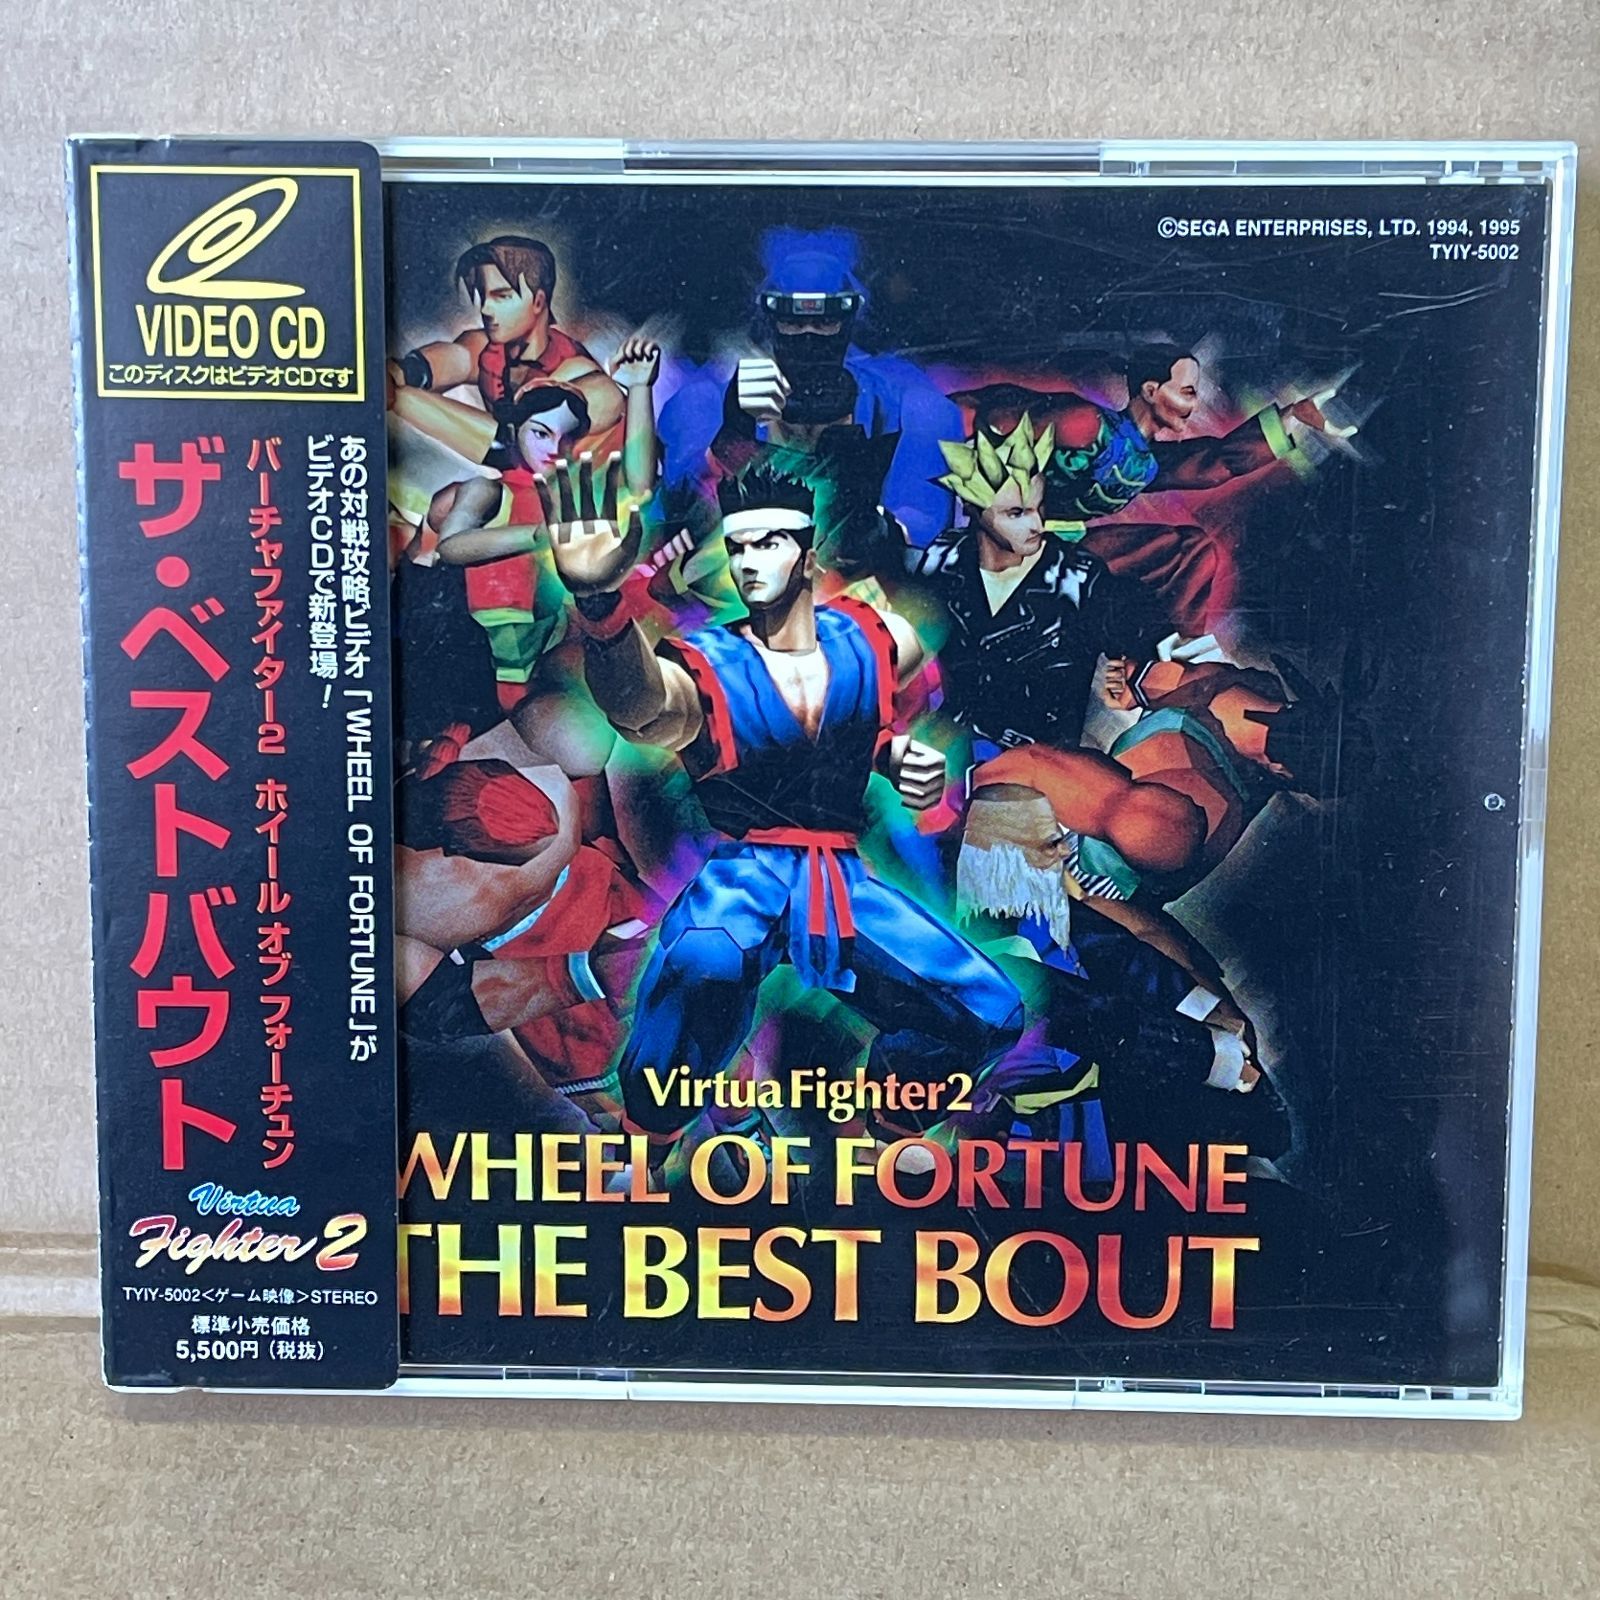 VIDEO CD
このディスクはビデオCDです
あの対戦攻略ビデオ「WHEEL OF FORTUNE」が
ビデオCDで新登場!
バーチャファイター2 ホイール オブ フォーチュン
ザ・ベストバウト
Virtua
Fighter 2
TYIY-5002<ゲーム映像>STEREO
標準小売価格
5,500円(税抜)
©SEGA ENTERPRISES, LTD. 1994, 1995
TYIY-5002
Virtua Fighter 2
WHEEL OF FORTUNE
THE BEST BOUT